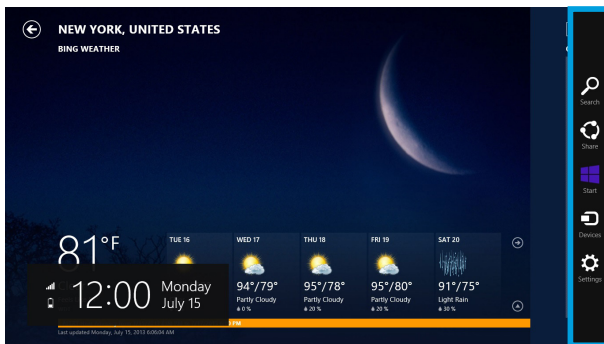 NEW YORK, UNITED STATES
BING WEATHER
Search
Share
Start
Devices
Settings
81°F
TUE 16
WED 17
94°/79°
Partly Cloudy
0 %
THU 18
95°/78°
Partly Cloudy
20 %
FRI 19
95°/80°
Partly Cloudy
20 %
SAT 20
91°/75°
Light Rain
30 %
12:00
Monday
July 15
PM
Last updated Monday, July 15, 2013 6:06:04 AM